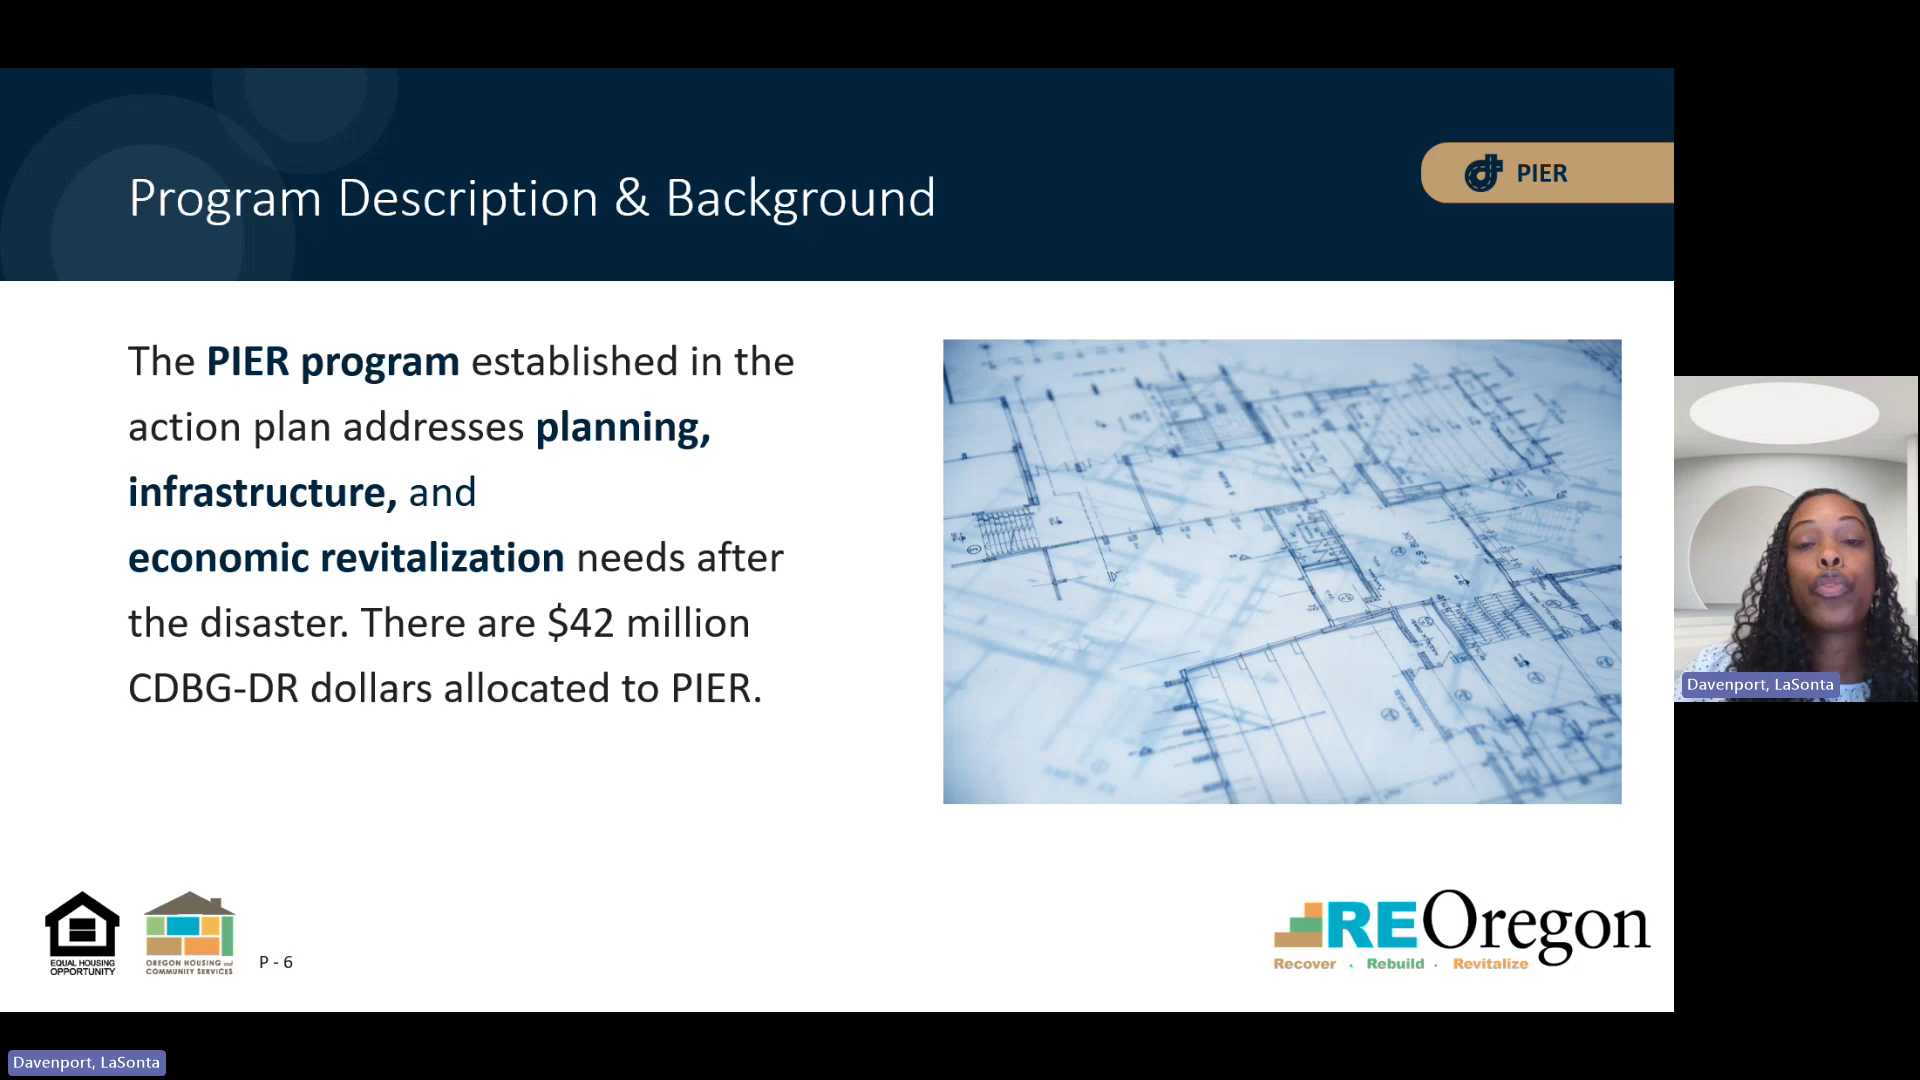 Program Description & Background
PIER
The PIER program established in the
action plan addresses planning,
infrastructure, and
economic revitalization needs after
the disaster. There are $42 million
CDBG-DR dollars allocated to PIER.
Davenport, LaSonta
EQUAL HOUSING
OPPORTUNITY
OREGON HOUSING and
COMMUNITY SERVICES
P - 6
REOregon
Recover . Rebuild . Revitalize
Davenport, LaSonta